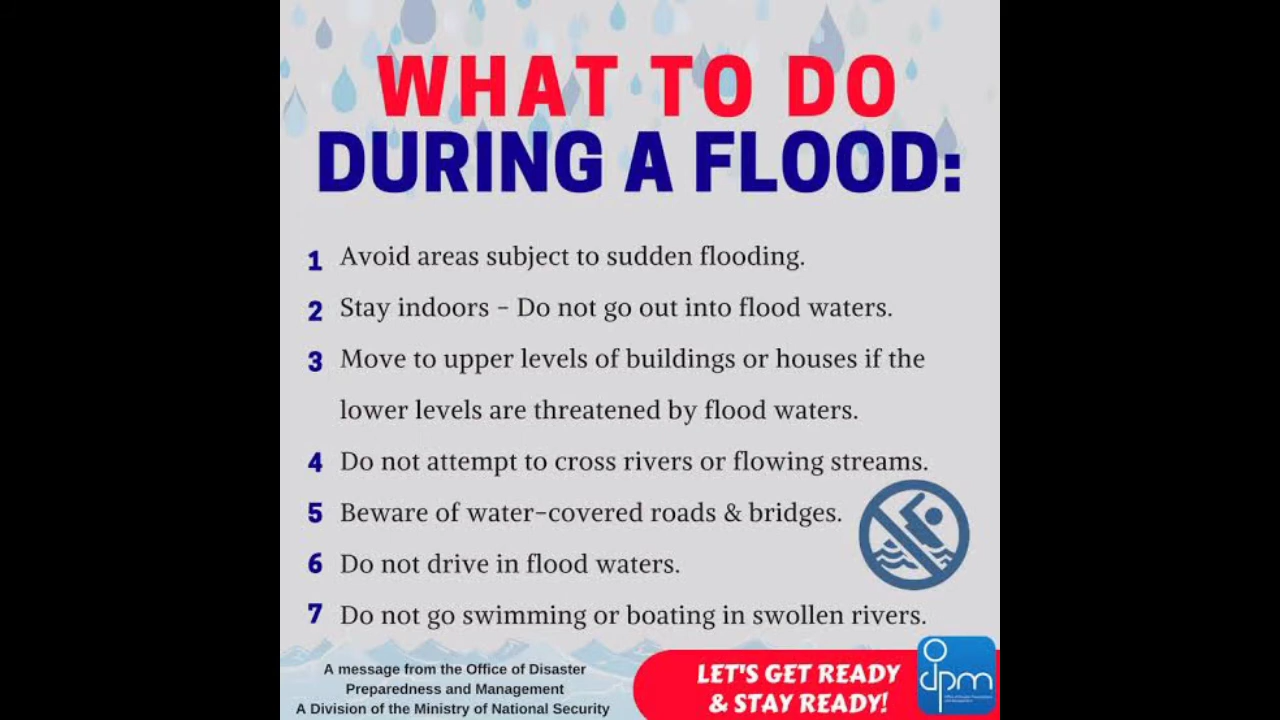 WHAT TO DO
DURING A FLOOD:
1 Avoid areas subject to sudden flooding.
2 Stay indoors - Do not go out into flood waters.
3 Move to upper levels of buildings or houses if the
lower levels are threatened by flood waters.
4 Do not attempt to cross rivers or flowing streams.
5 Beware of water-covered roads & bridges.
6 Do not drive in flood waters.
7 Do not go swimming or boating in swollen rivers.
A message from the Office of Disaster
Preparedness and Management
A Division of the Ministry of National Security
LET'S GET READY
& STAY READY!
odpm